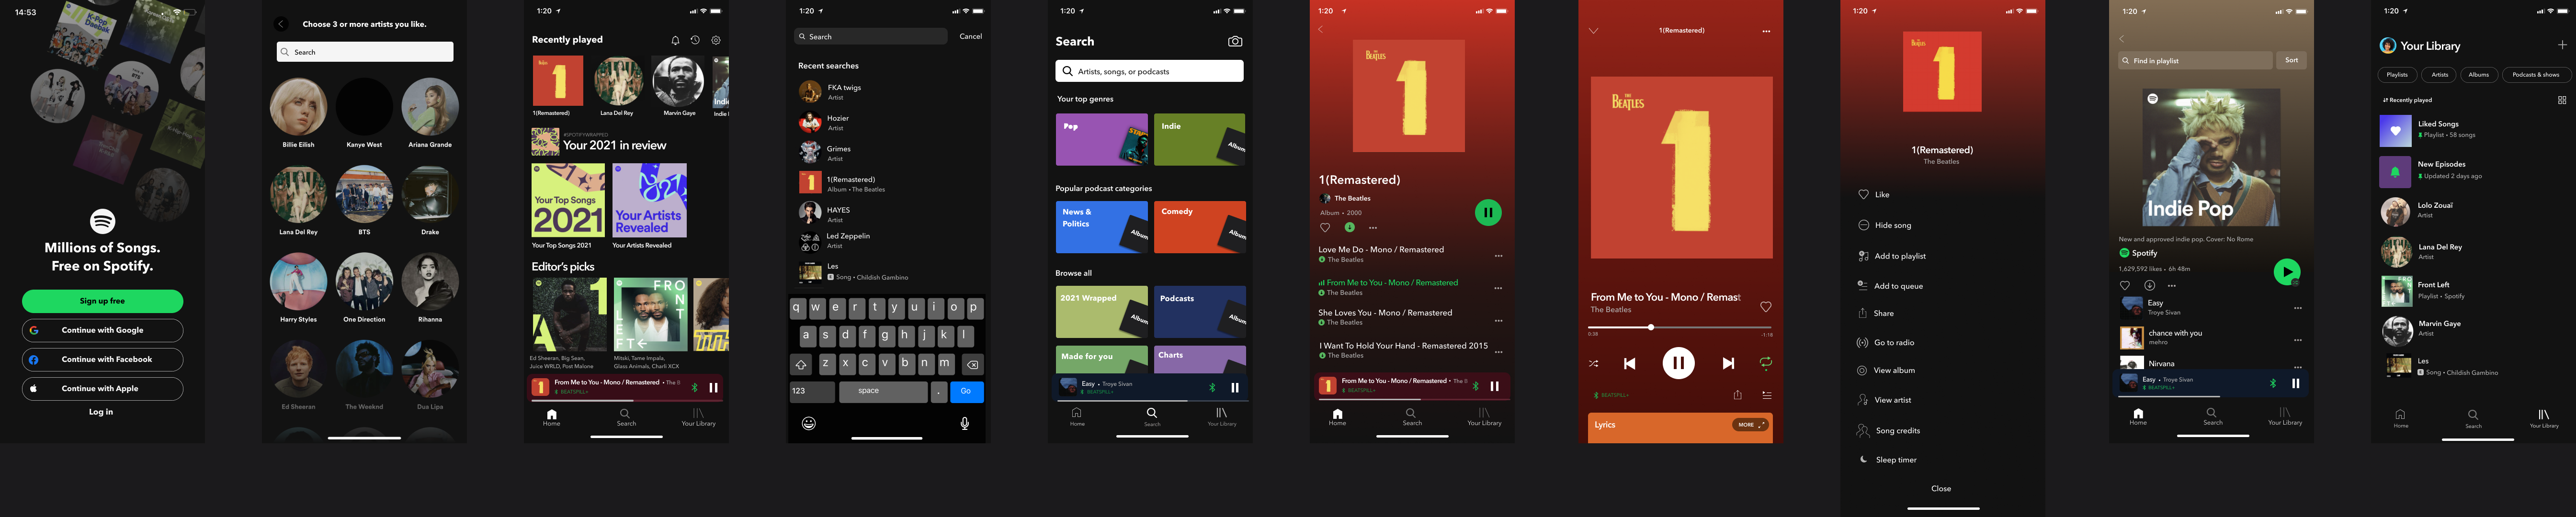 14:53
Millions of Songs.
Free on Spotify.
Sign up free
Continue with Google
Continue with Facebook
Continue with Apple
Log in
Choose 3 or more artists you like.
Search
Billie Eilish
Kanye West
Ariana Grande
Lana Del Rey
BTS
Drake
Harry Styles
One Direction
Rihanna
Ed Sheeran
The Weeknd
Dua Lipa
1:20
Recently played
1(Remastered)
Lana Del Rey
Marvin Gaye
Indie
#SPOTIFYWRAPPED
Your 2021 in review
Your Top Songs
2021
Your Artists
Revealed
Your Top Songs 2021
Your Artists Revealed
Editor's picks
FRONT
LEFT
Ed Sheeran, Big Sean,
Juice WRLD, Post Malone
Mitski, Tame Impala,
Glass Animals, Charli XCX
From Me to You - Mono / Remastered • The B
BEATSPILL+
Home
Search
Your Library
1:20
Search
Cancel
Recent searches
FKA twigs
Artist
Hozier
Artist
Grimes
Artist
1(Remastered)
Album • The Beatles
HAYES
Artist
Led Zeppelin
Artist
Les
E Song • Childish Gambino
q w e r t y u i o p
a s d f g h j k l
z x c v b n m
123
space
.
Go
1:20
Search
Artists, songs, or podcasts
Your top genres
Pop
Indie
Album
Popular podcast categories
News &
Politics
Album
Comedy
Album
Browse all
2021 Wrapped
Album
Podcasts
Album
Made for you
Charts
Easy • Troye Sivan
BEATSPILL+
Home
Search
Your Library
1:20
BEATLES
1
1(Remastered)
The Beatles
Album • 2000
Love Me Do - Mono / Remastered
The Beatles
From Me to You - Mono / Remastered
The Beatles
She Loves You - Mono / Remastered
The Beatles
I Want To Hold Your Hand - Remastered 2015
The Beatles
From Me to You - Mono / Remastered • The B
BEATSPILL+
Home
Search
Your Library
1(Remastered)
THE
BEATLES
1
From Me to You - Mono / Remast
The Beatles
0:38
-1:18
BEATSPILL+
Lyrics
MORE
1:20
BEATLES
1
1(Remastered)
The Beatles
Like
Hide song
Add to playlist
Add to queue
Share
Go to radio
View album
View artist
Song credits
Sleep timer
Close
1:20
Find in playlist
Sort
Indie Pop
New and approved indie pop. Cover: No Rome
Spotify
1,629,592 likes • 6h 48m
Easy
Troye Sivan
chance with you
mehro
Nirvana
Easy • Troye Sivan
BEATSPILL+
Home
Search
Your Library
1:20
Your Library
Playlists
Artists
Albums
Podcasts & shows
Recently played
Liked Songs
Playlist • 58 songs
New Episodes
Updated 2 days ago
Lolo Zouaï
Artist
Lana Del Rey
Artist
Front Left
Playlist • Spotify
Marvin Gaye
Artist
Les
E Song • Childish Gambino
Home
Search
Your Library